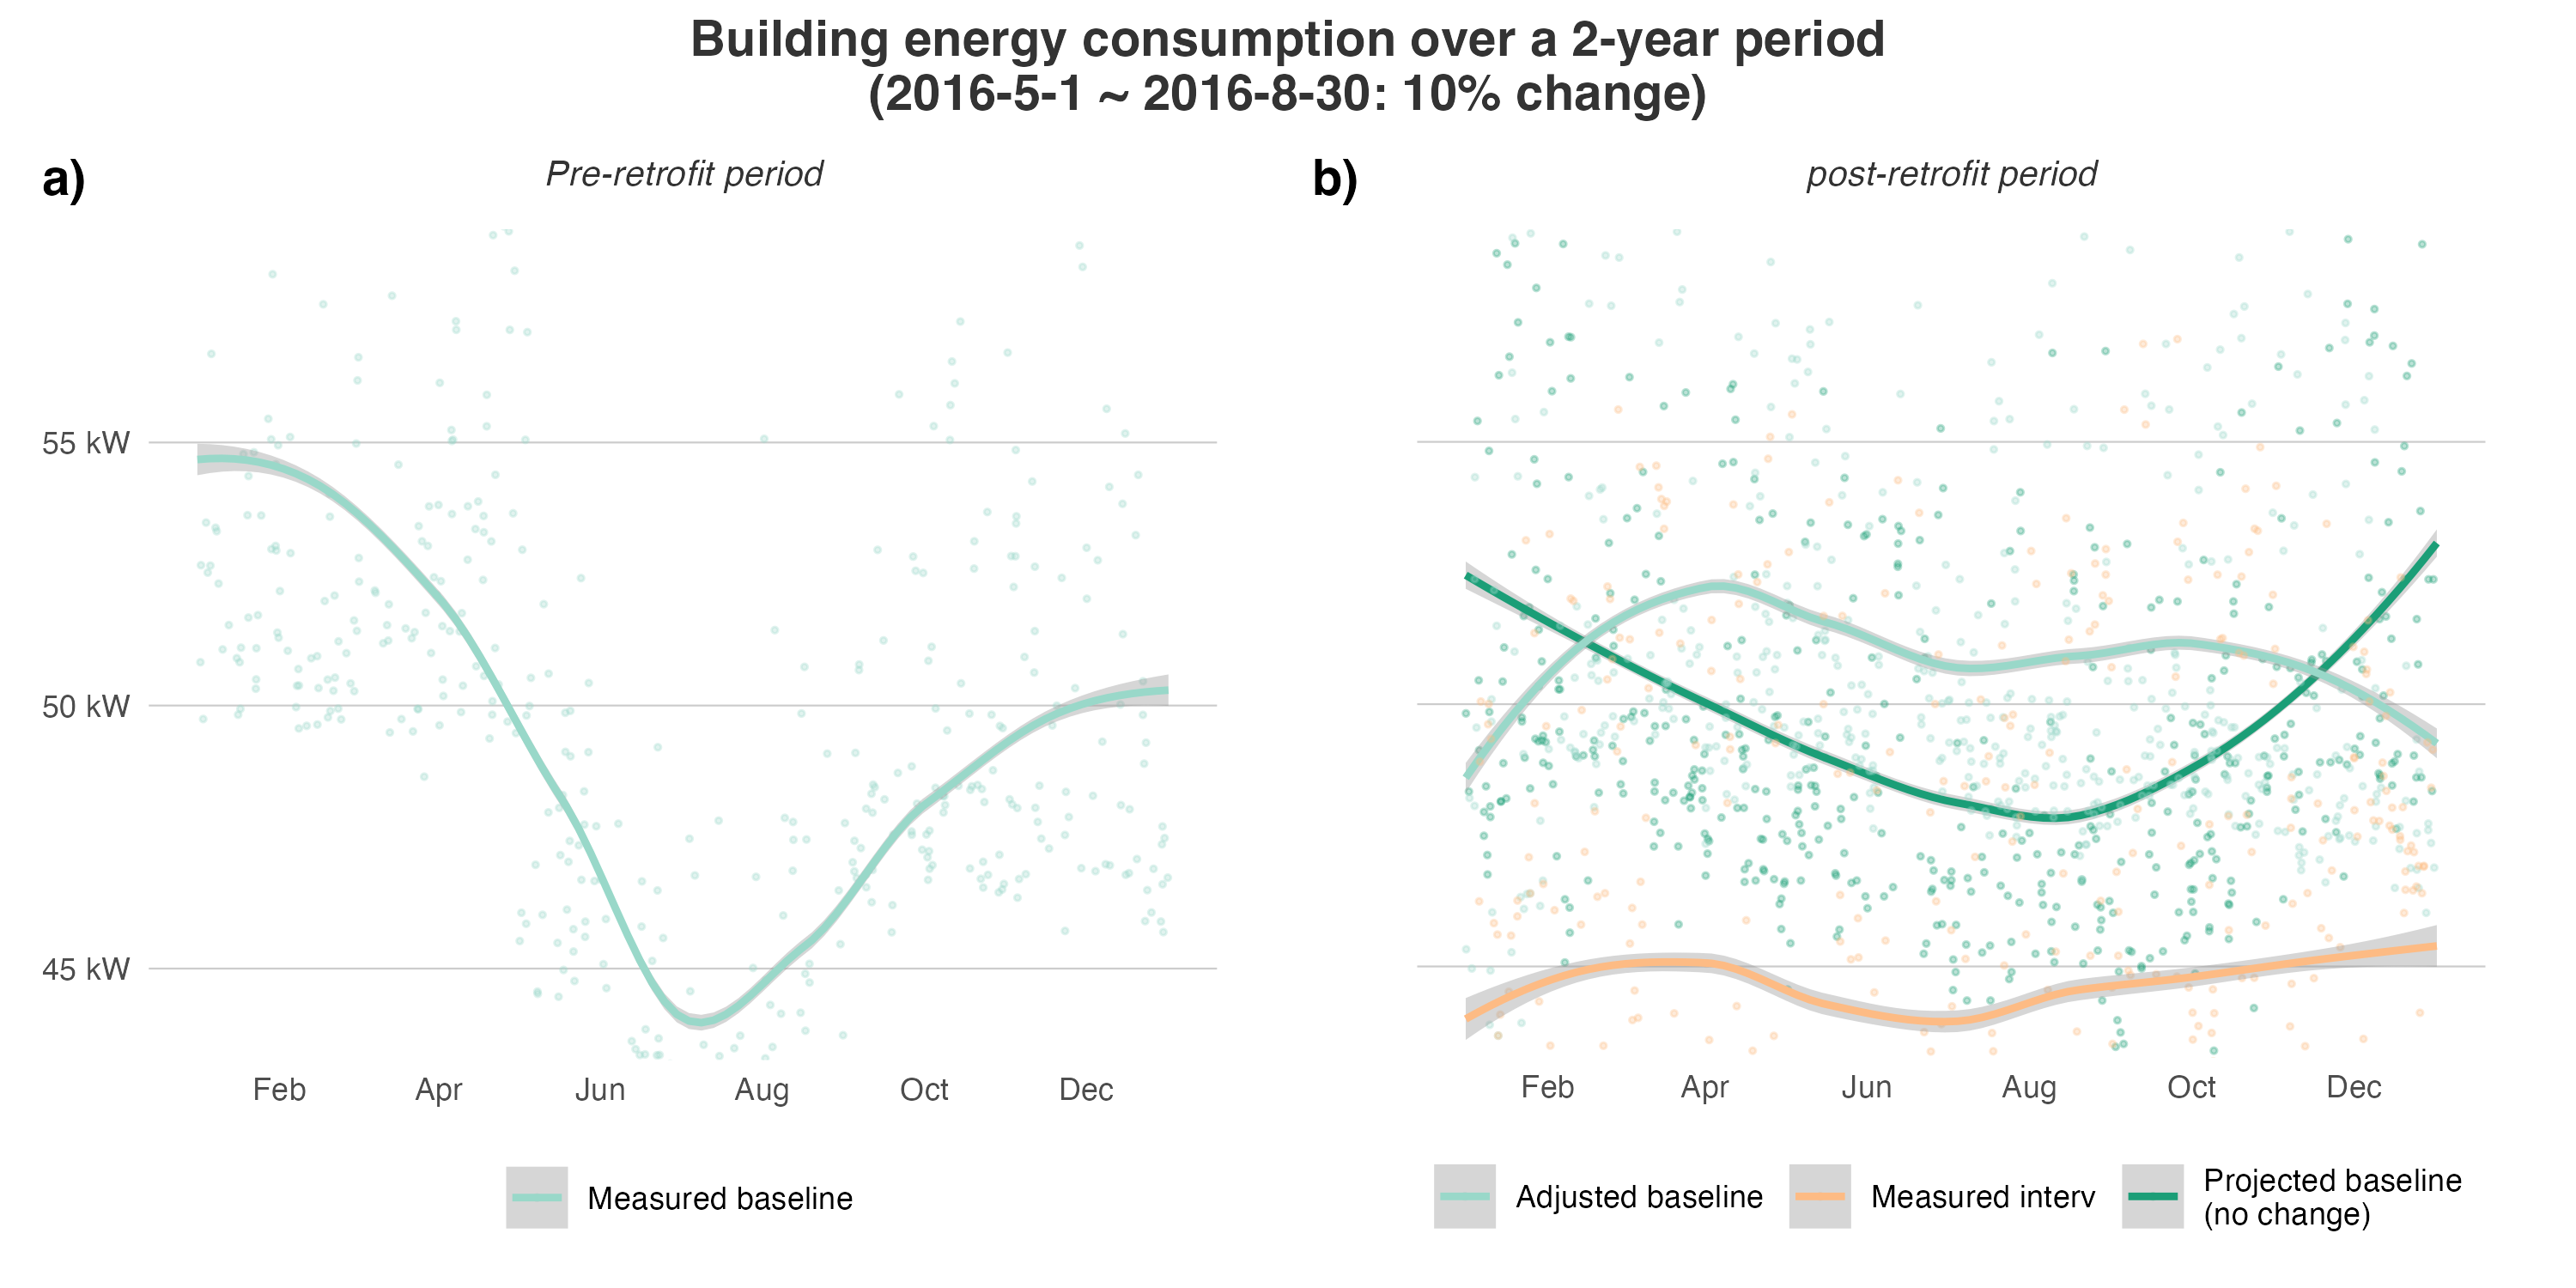 Building energy consumption over a 2-year period
(2016-5-1 ~ 2016-8-30: 10% change)
a)
Pre-retrofit period
55 kW
50 kW
45 kW
Feb Apr Jun Aug Oct Dec
Measured baseline
b)
post-retrofit period
Feb Apr Jun Aug Oct Dec
Adjusted baseline
Measured interv
Projected baseline
(no change)